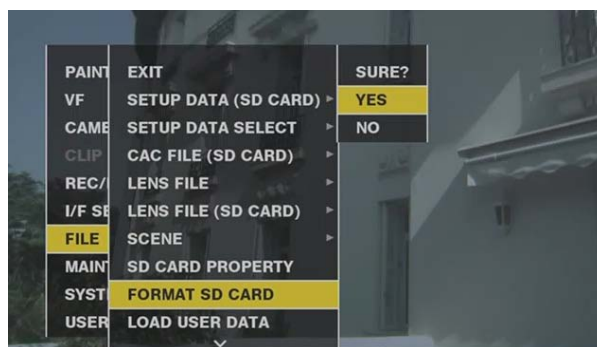 PAINT
VF
CAME
CLIP
REC/
I/F SE
FILE
MAIN
SYST
USER
EXIT
SETUP DATA (SD CARD)
SETUP DATA SELECT
CAC FILE (SD CARD)
LENS FILE
LENS FILE (SD CARD)
SCENE
SD CARD PROPERTY
FORMAT SD CARD
LOAD USER DATA
SURE?
YES
NO